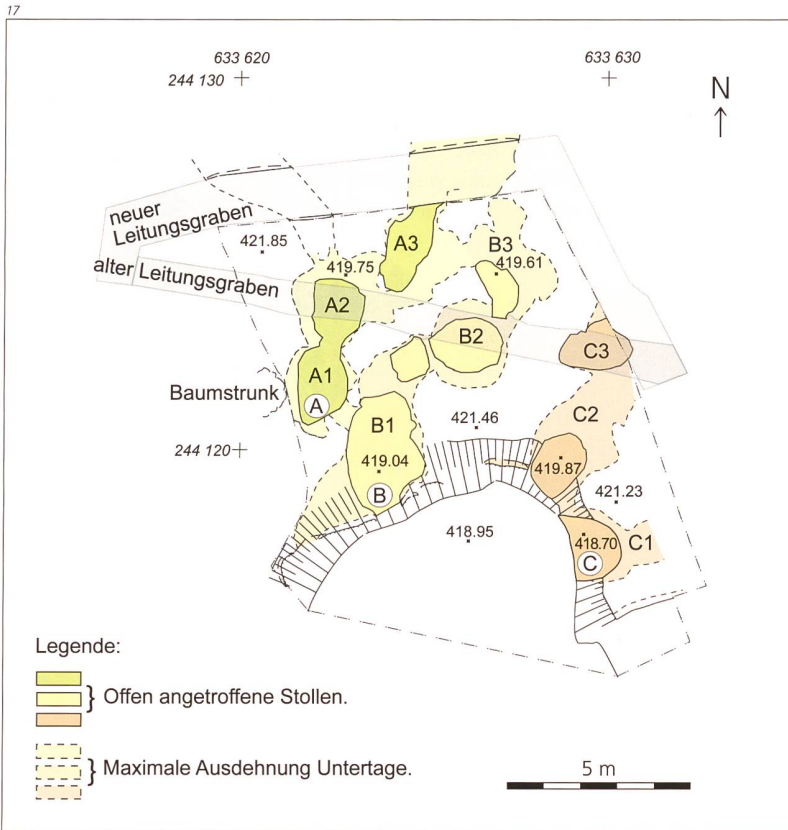 17
633 620
633 630
244 130
N
neuer
Leitungsgraben
421.85
A3
B3
419.75
419.61
alter Leitungsgraben
A2
B2
C3
A1
Baumstrunk
A
C2
B1
421.46
244 120
419.04
419.87
B
421.23
418.95
418.70
C1
C
Legende:
Offen angetroffene Stollen.
Maximale Ausdehnung Untertage.
5 m